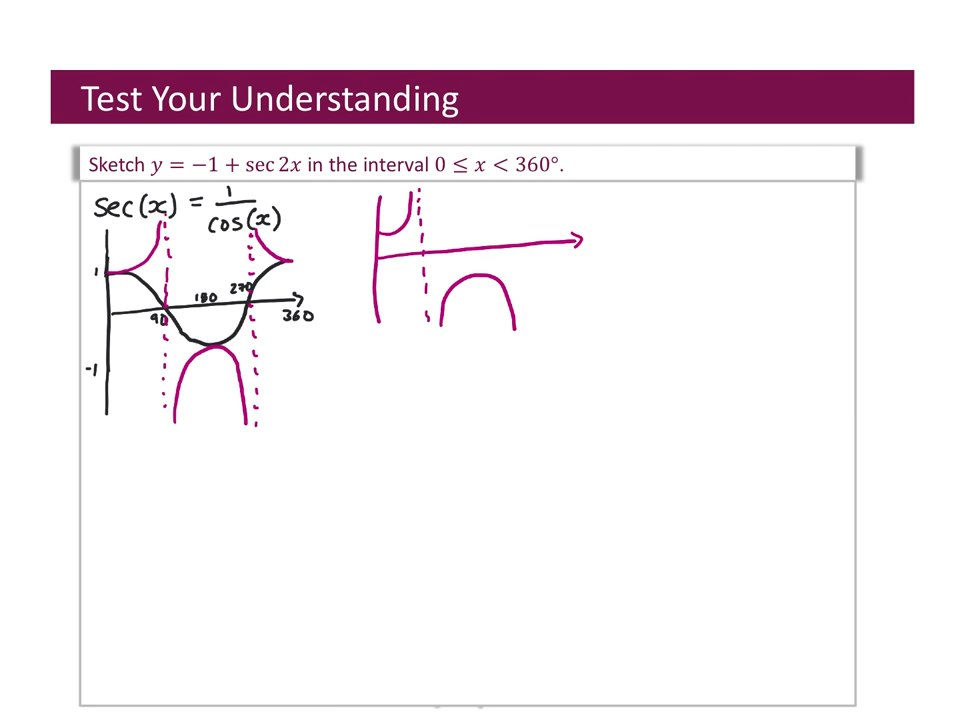 Test Your Understanding
Sketch y = −1 + sec 2x in the interval 0 ≤ x < 360°.
sec(x) = 1/cos(x)
1
270
180
90
360
-1